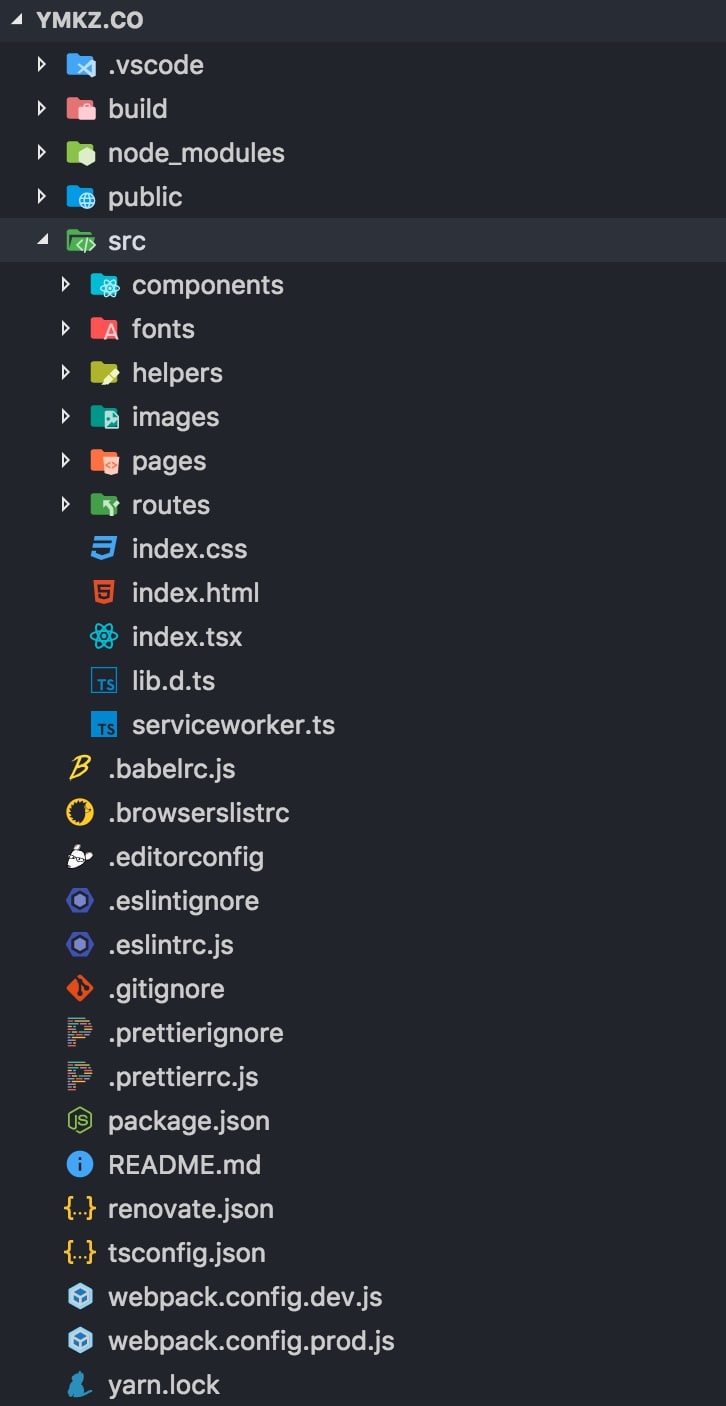 YMKZ.CO
.vscode
build
node_modules
public
src
components
fonts
helpers
images
pages
routes
index.css
index.html
index.tsx
lib.d.ts
serviceworker.ts
.babelrc.js
.browserslistrc
.editorconfig
.eslintignore
.eslintrc.js
.gitignore
.prettierignore
.prettierrc.js
package.json
README.md
renovate.json
tsconfig.json
webpack.config.dev.js
webpack.config.prod.js
yarn.lock